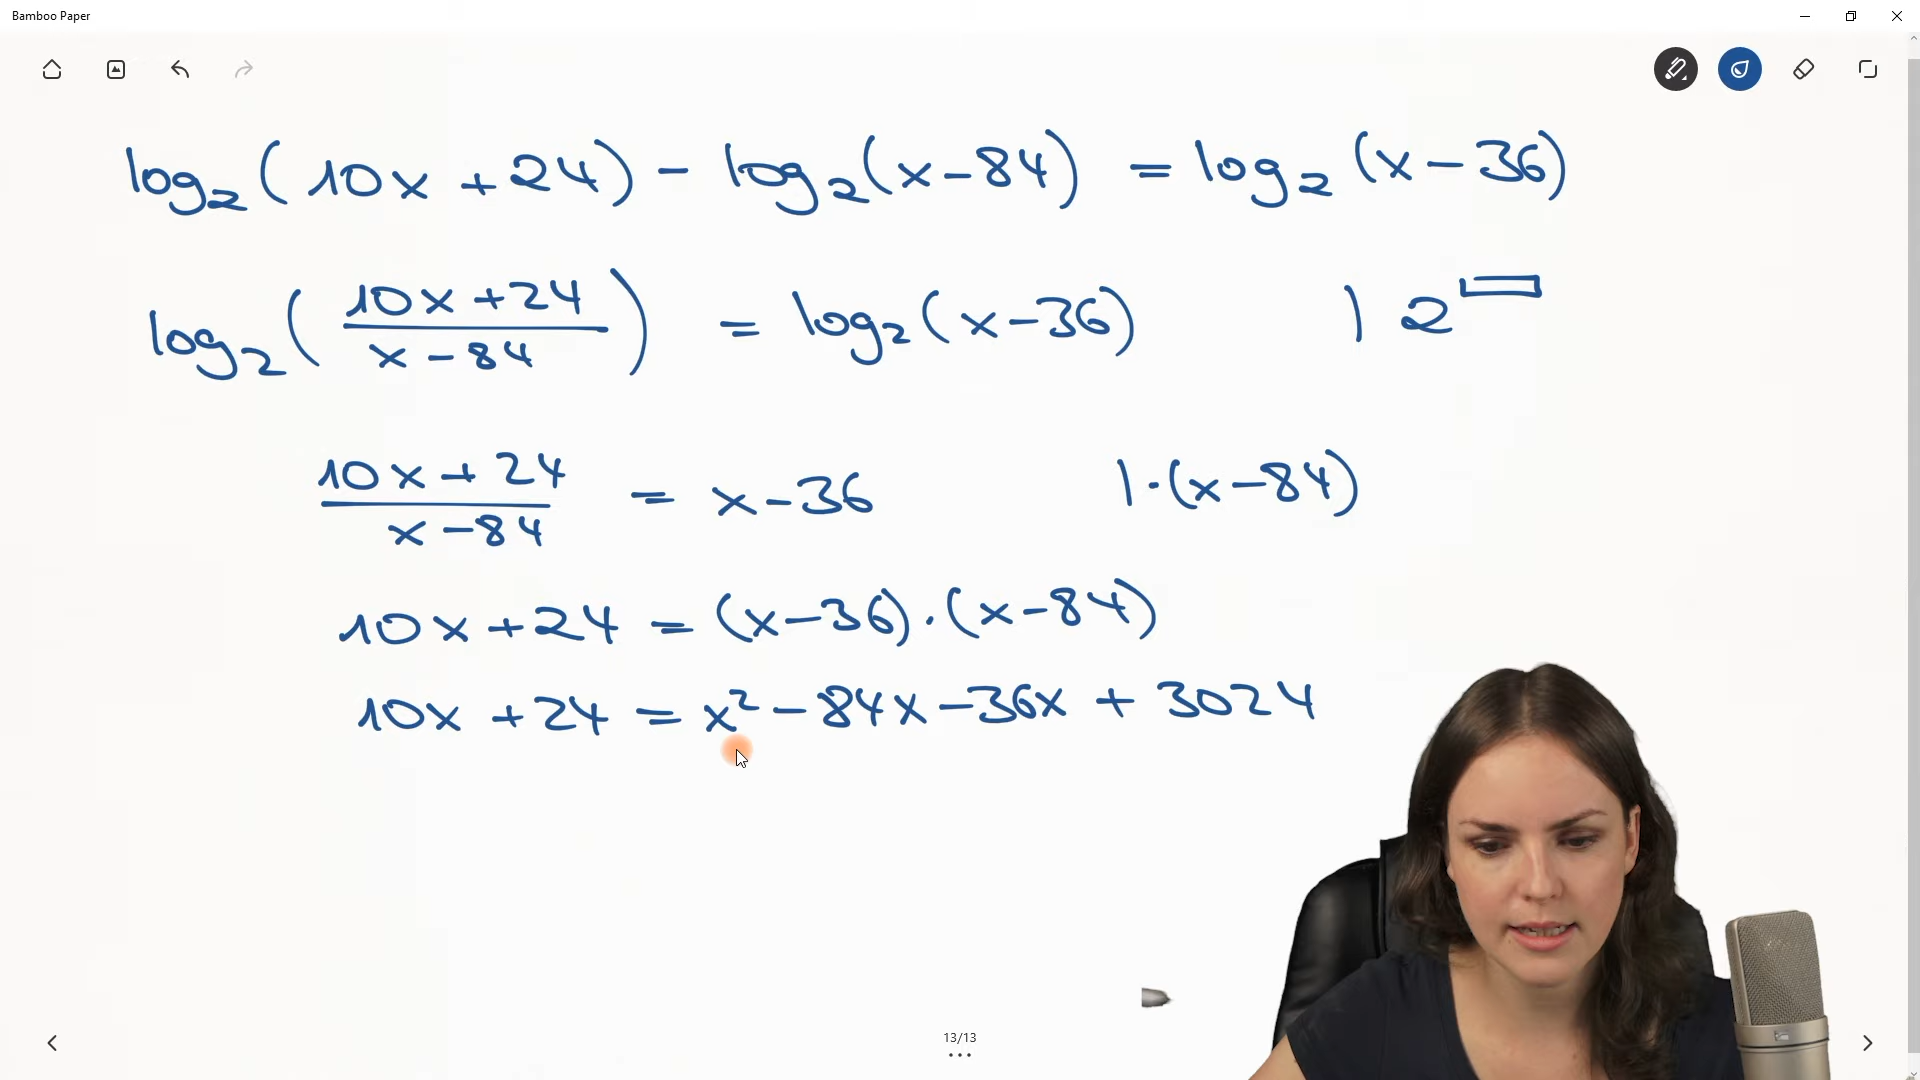 Bamboo Paper
log₂(10x+24) - log₂(x-84) = log₂(x-36)
log₂((10x+24)/(x-84)) = log₂(x-36) | 2^▭
(10x+24)/(x-84) = x-36 |·(x-84)
10x+24 = (x-36)·(x-84)
10x+24 = x²-84x-36x+3024
13/13